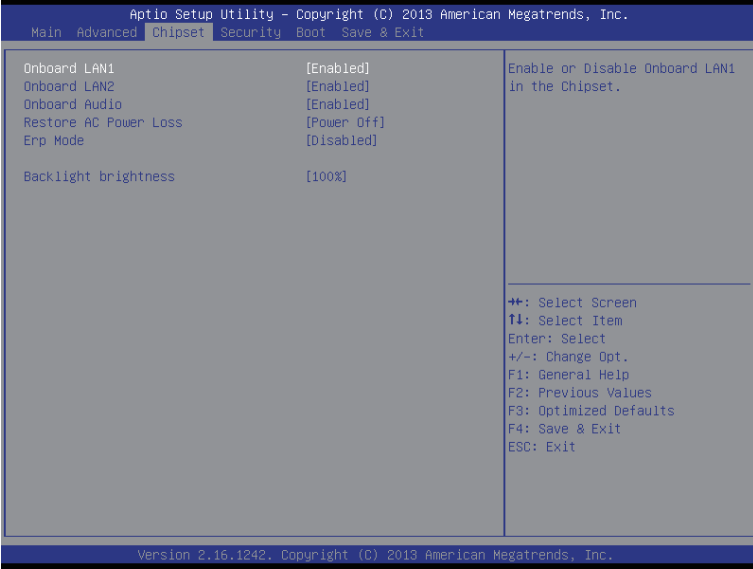 Aptio Setup Utility – Copyright (C) 2013 American Megatrends, Inc.
Main Advanced Chipset Security Boot Save & Exit
Onboard LAN1 [Enabled]
Onboard LAN2 [Enabled]
Onboard Audio [Enabled]
Restore AC Power Loss [Power Off]
Erp Mode [Disabled]
Backlight brightness [100%]
Enable or Disable Onboard LAN1
in the Chipset.
→←: Select Screen
↑↓: Select Item
Enter: Select
+/-: Change Opt.
F1: General Help
F2: Previous Values
F3: Optimized Defaults
F4: Save & Exit
ESC: Exit
Version 2.16.1242. Copyright (C) 2013 American Megatrends, Inc.